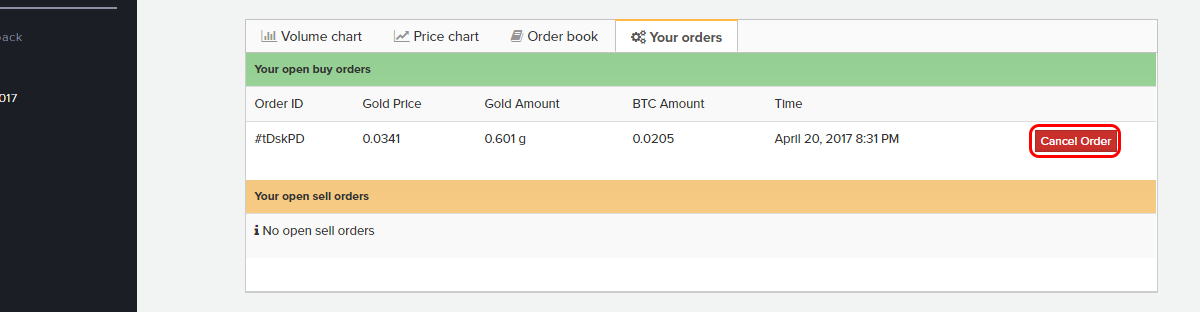 Volume chart Price chart Order book Your orders
Your open buy orders
Order ID Gold Price Gold Amount BTC Amount Time
#tDskPD 0.0341 0.601 g 0.0205 April 20, 2017 8:31 PM Cancel Order
Your open sell orders
No open sell orders